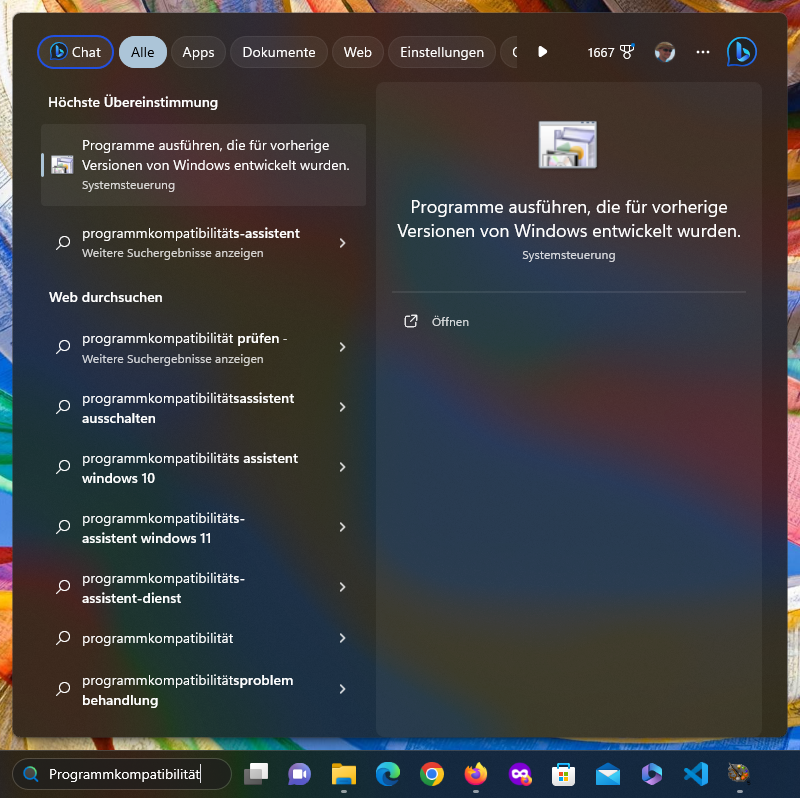 Chat Alle Apps Dokumente Web Einstellungen 1667
Höchste Übereinstimmung
Programme ausführen, die für vorherige
Versionen von Windows entwickelt wurden.
Systemsteuerung
programmkompatibilitäts-assistent
Weitere Suchergebnisse anzeigen
Web durchsuchen
programmkompatibilität prüfen -
Weitere Suchergebnisse anzeigen
programmkompatibilitätsassistent
ausschalten
programmkompatibilitäts assistent
windows 10
programmkompatibilitäts-
assistent windows 11
programmkompatibilitäts-
assistent-dienst
programmkompatibilität
programmkompatibilitätsproblem
behandlung
Programme ausführen, die für vorherige
Versionen von Windows entwickelt wurden.
Systemsteuerung
Öffnen
Programmkompatibilität